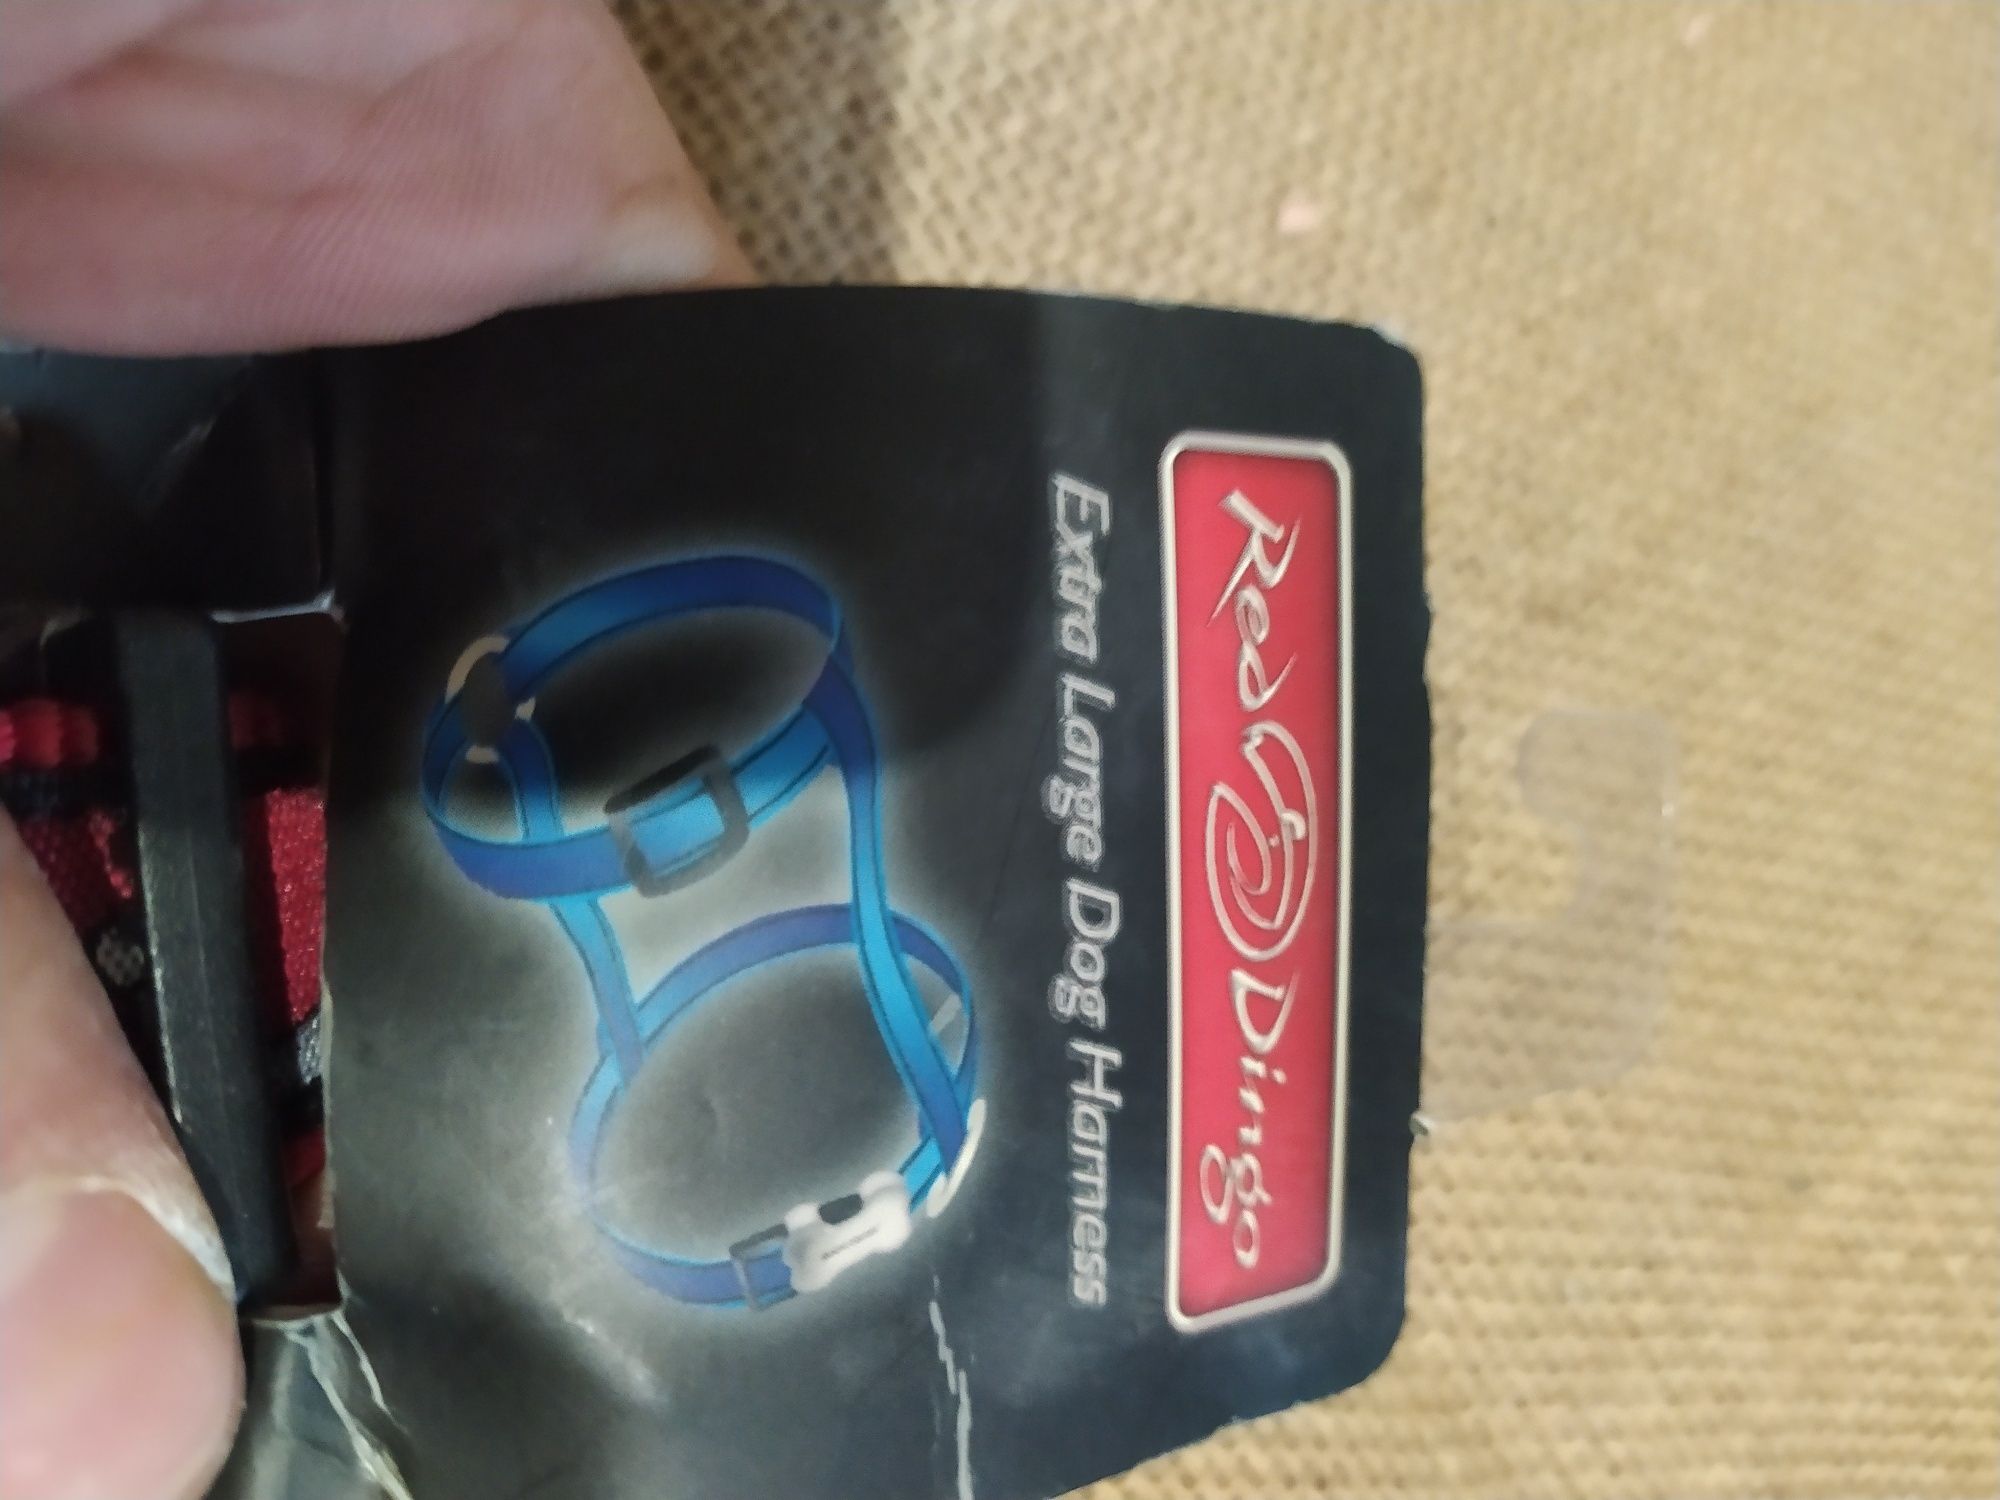 Red Dingo
Extra Large Dog Harness